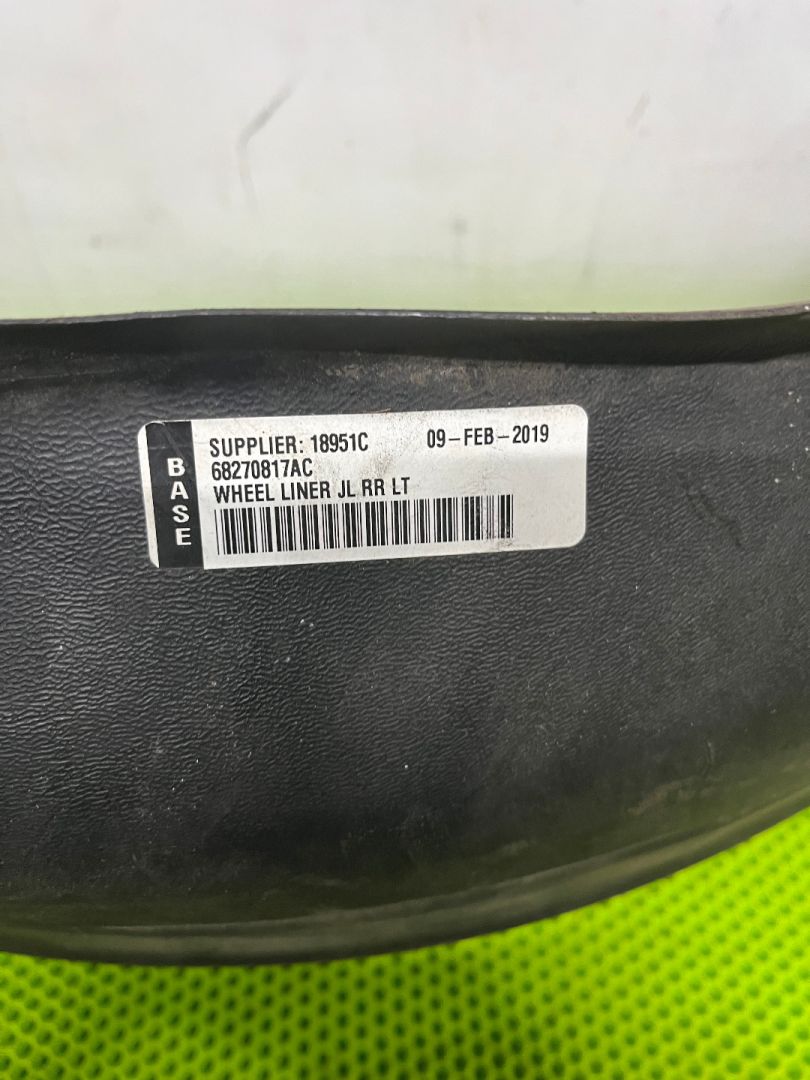 BASE
SUPPLIER: 18951C 09-FEB-2019
68270817AC
WHEEL LINER JL RR LT